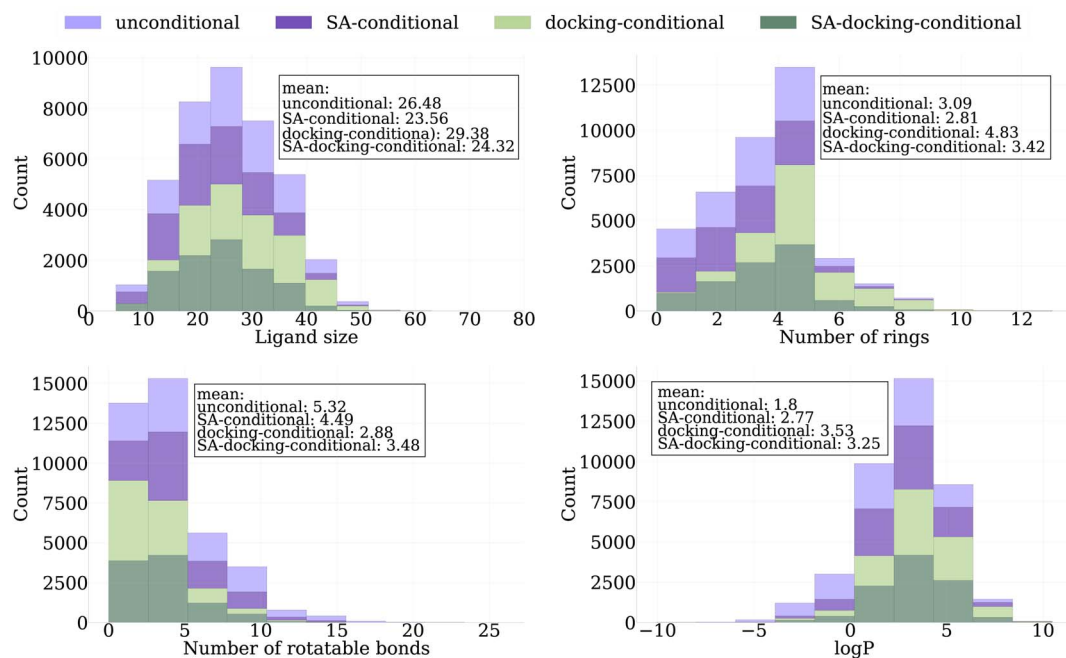 unconditional SA-conditional docking-conditional SA-docking-conditional
10000
8000
6000
4000
2000
0
Count
mean:
unconditional: 26.48
SA-conditional: 23.56
docking-conditiona): 29.38
SA-docking-conditional: 24.32
0 10 20 30 40 50 60 70 80
Ligand size
12500
10000
7500
5000
2500
0
Count
mean:
unconditional: 3.09
SA-conditional: 2.81
docking-conditional: 4.83
SA-docking-conditional: 3.42
0 2 4 6 8 10 12
Number of rings
15000
12500
10000
7500
5000
2500
0
Count
mean:
unconditional: 5.32
SA-conditional: 4.49
docking-conditional: 2.88
SA-docking-conditional: 3.48
0 5 10 15 20 25
Number of rotatable bonds
15000
12500
10000
7500
5000
2500
0
Count
mean:
unconditional: 1.8
SA-conditional: 2.77
docking-conditional: 3.53
SA-docking-conditional: 3.25
−10 −5 0 5 10
logP